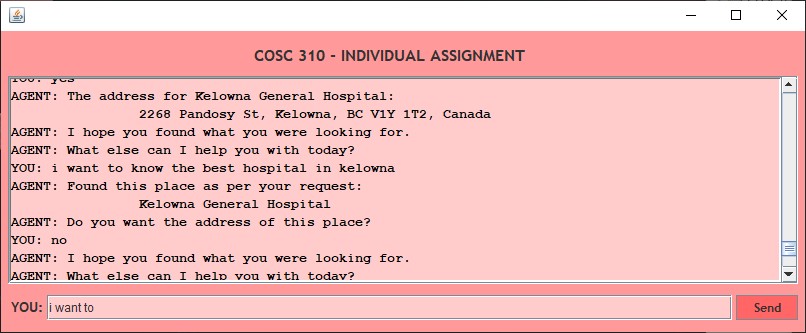 COSC 310 - INDIVIDUAL ASSIGNMENT
YOU: yes
AGENT: The address for Kelowna General Hospital:
2268 Pandosy St, Kelowna, BC V1Y 1T2, Canada
AGENT: I hope you found what you were looking for.
AGENT: What else can I help you with today?
YOU: i want to know the best hospital in kelowna
AGENT: Found this place as per your request:
Kelowna General Hospital
AGENT: Do you want the address of this place?
YOU: no
AGENT: I hope you found what you were looking for.
AGENT: What else can I help you with today?
YOU: i want to Send